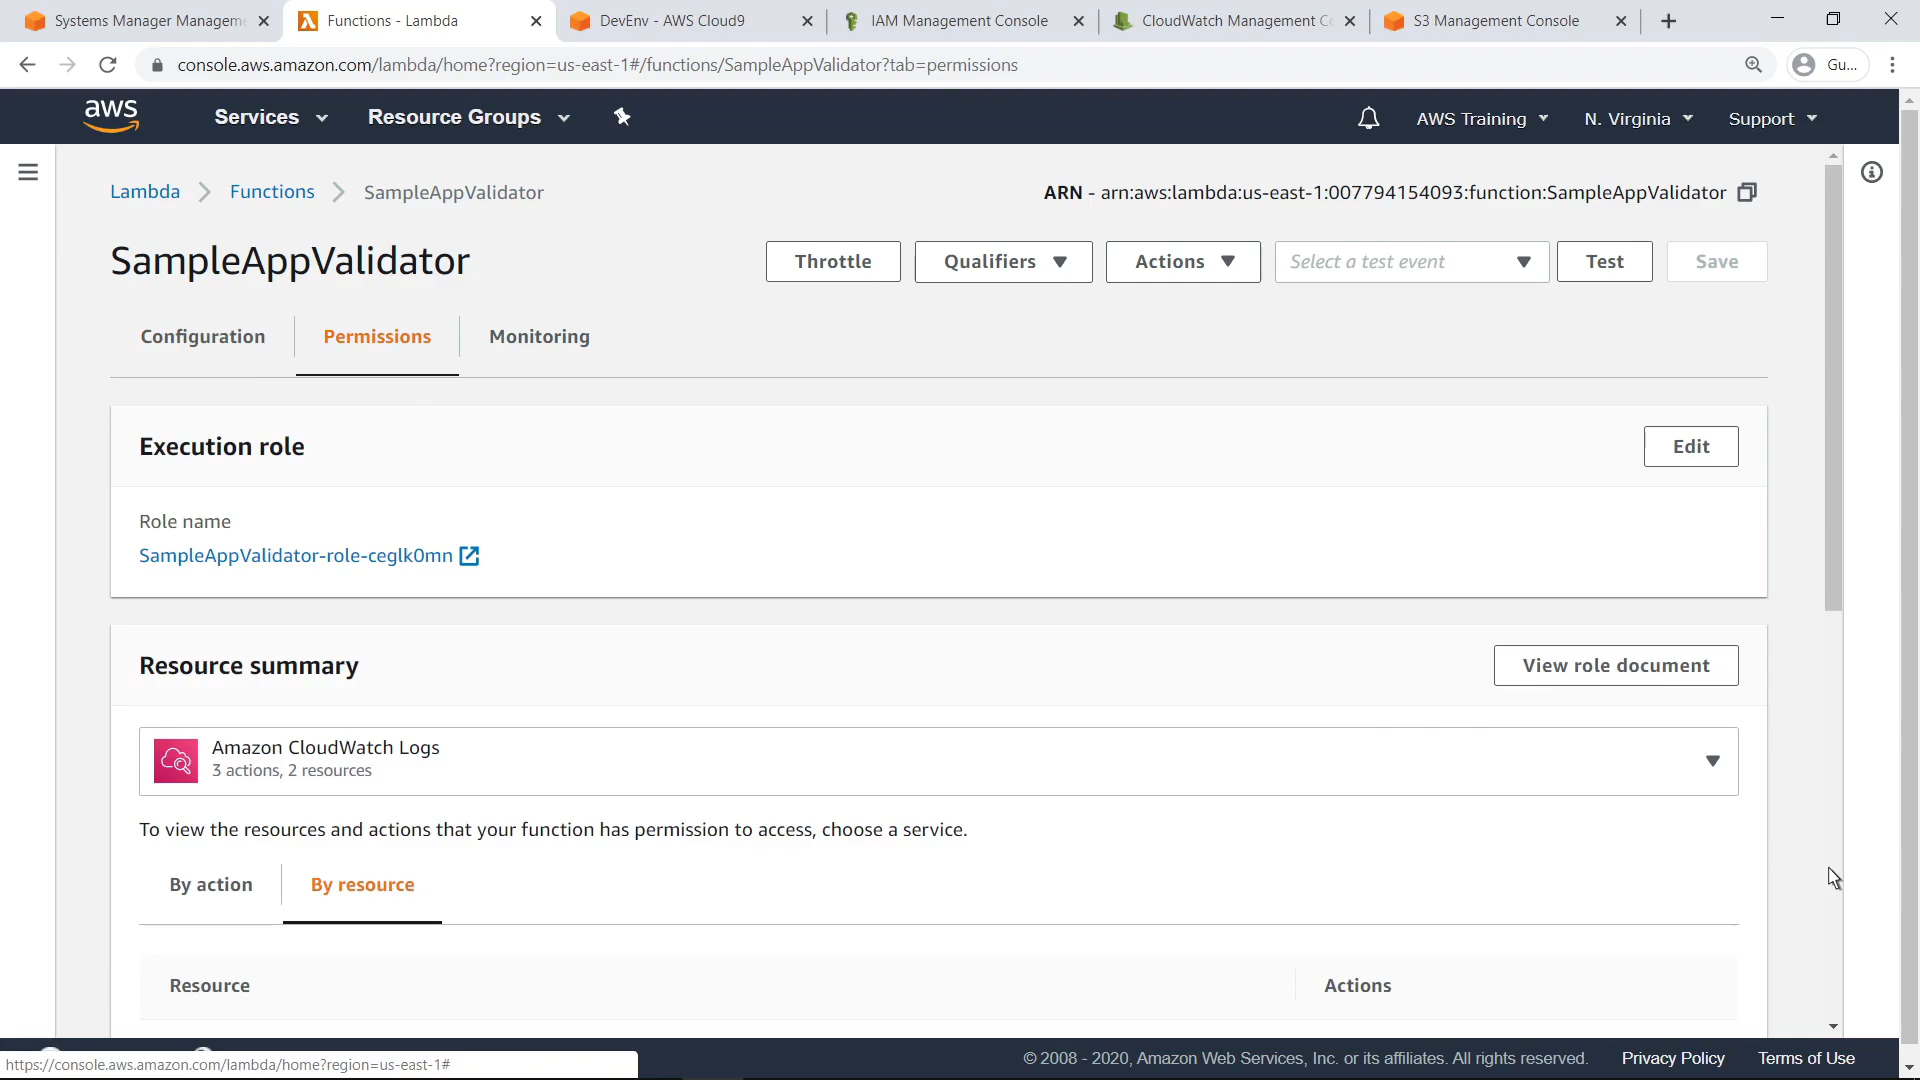 Systems Manager Manageme
Functions - Lambda
DevEnv - AWS Cloud9
IAM Management Console
CloudWatch Management Co
S3 Management Console
console.aws.amazon.com/lambda/home?region=us-east-1#/functions/SampleAppValidator?tab=permissions
Gu...
aws
Services
Resource Groups
AWS Training
N. Virginia
Support
Lambda
Functions
SampleAppValidator
ARN - arn:aws:lambda:us-east-1:007794154093:function:SampleAppValidator
SampleAppValidator
Throttle
Qualifiers
Actions
Select a test event
Test
Save
Configuration
Permissions
Monitoring
Execution role
Edit
Role name
SampleAppValidator-role-ceglk0mn
Resource summary
View role document
Amazon CloudWatch Logs
3 actions, 2 resources
To view the resources and actions that your function has permission to access, choose a service.
By action
By resource
Resource
Actions
https://console.aws.amazon.com/lambda/home?region=us-east-1#
© 2008 - 2020, Amazon Web Services, Inc. or its affiliates. All rights reserved.
Privacy Policy
Terms of Use